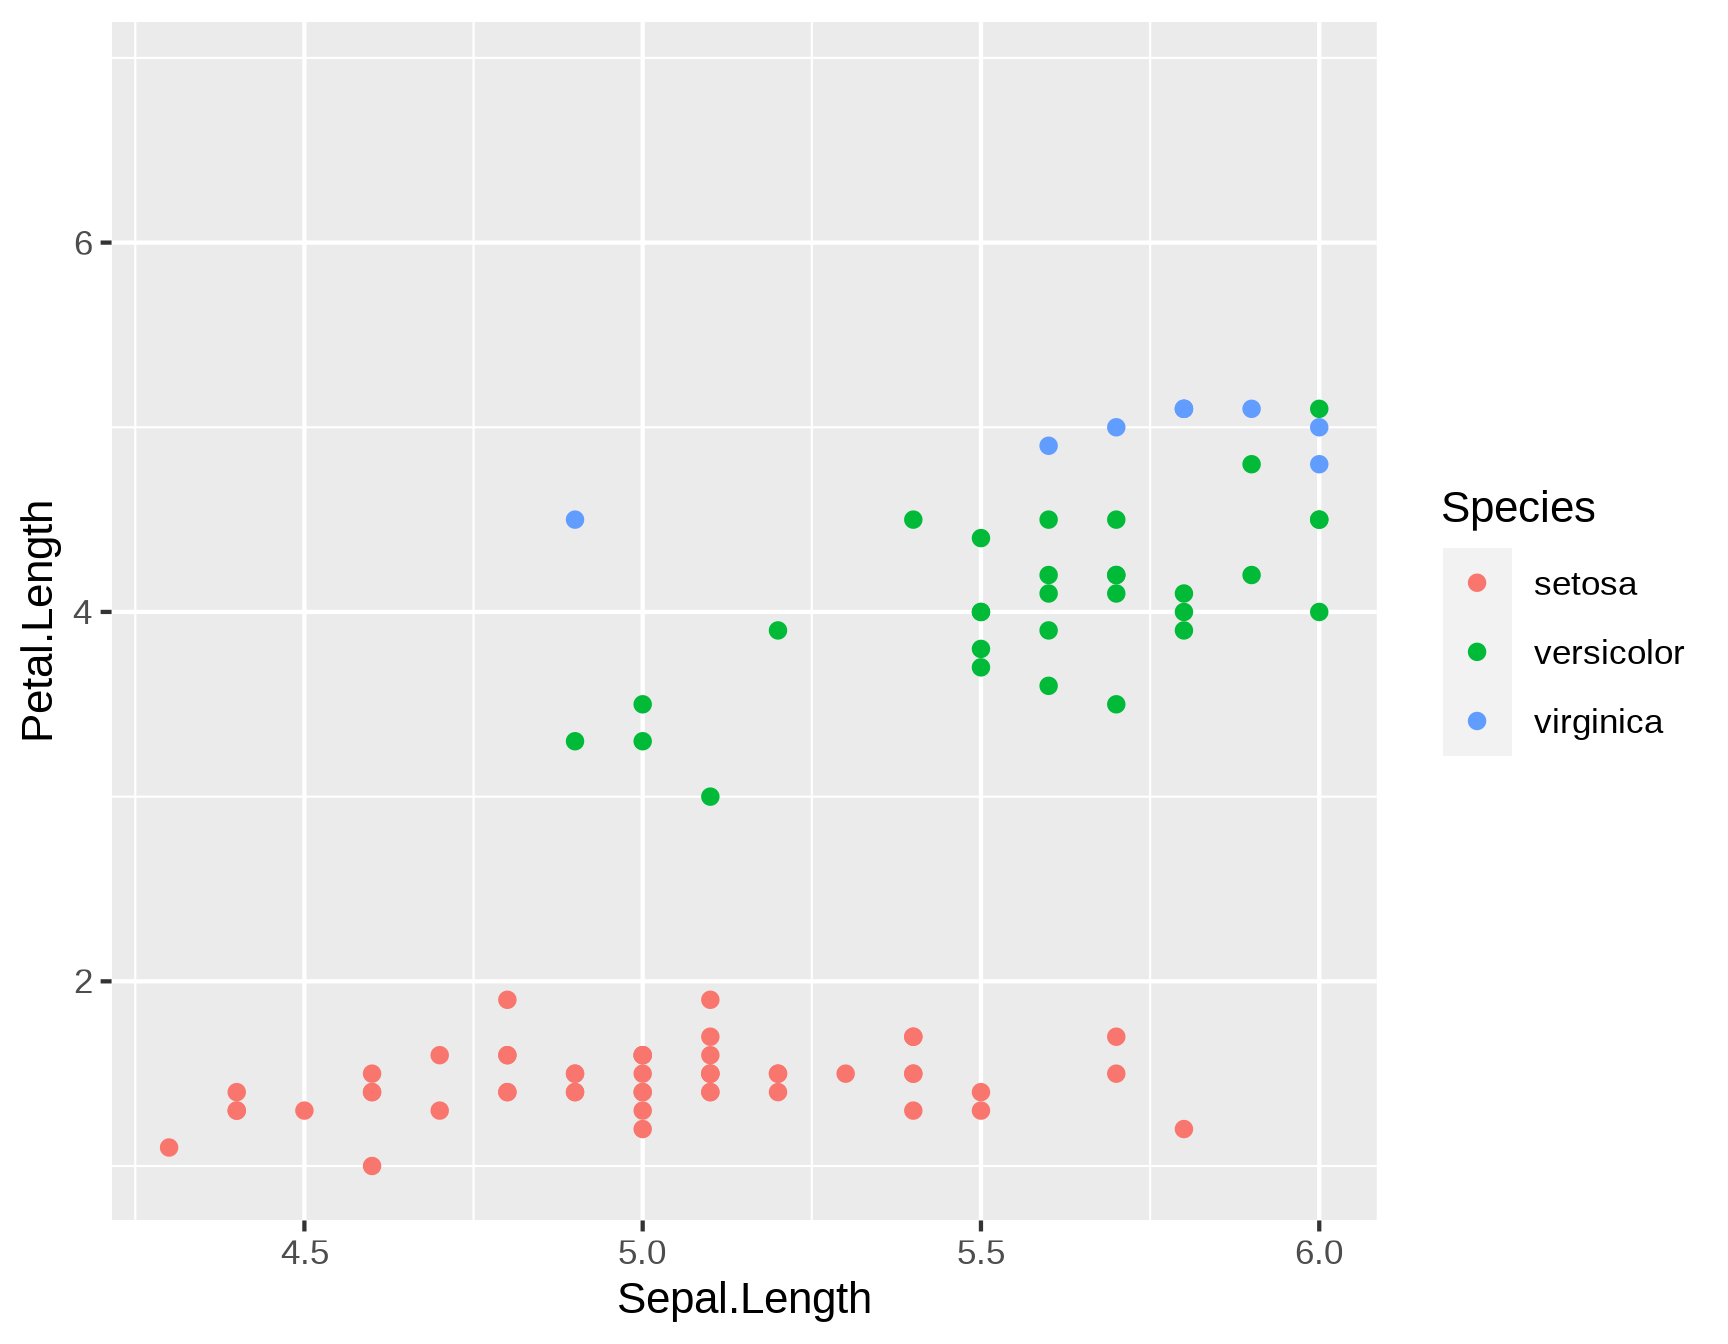 6
4
2
Petal.Length
4.5 5.0 5.5 6.0
Sepal.Length
Species
setosa
versicolor
virginica